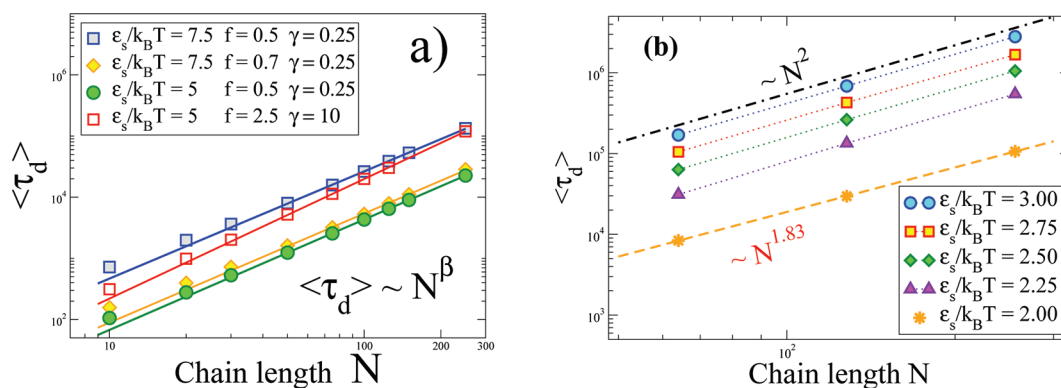 a)
ε_s/k_BT = 7.5 f = 0.5 γ = 0.25
ε_s/k_BT = 7.5 f = 0.7 γ = 0.25
ε_s/k_BT = 5 f = 0.5 γ = 0.25
ε_s/k_BT = 5 f = 2.5 γ = 10
10^6
10^4
10^2
<τ_d>
<τ_d> ~ N^β
10 100 200 300
Chain length N
(b)
~ N^2
10^6
10^5
10^4
10^3
<τ_d>
~ N^1.83
ε_s/k_BT = 3.00
ε_s/k_BT = 2.75
ε_s/k_BT = 2.50
ε_s/k_BT = 2.25
ε_s/k_BT = 2.00
10^2
Chain length N